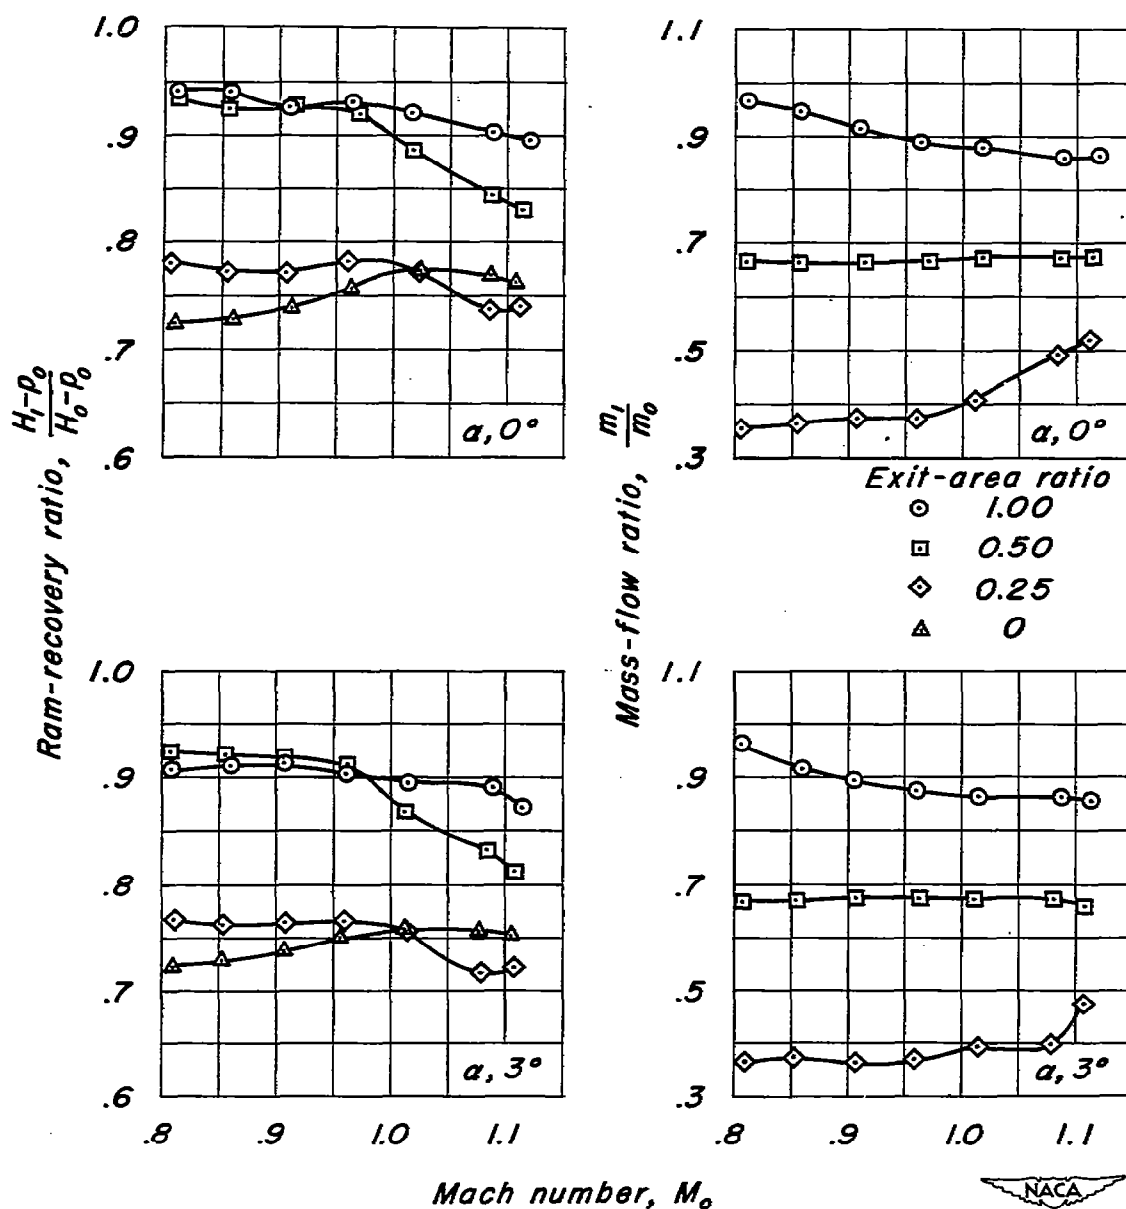 1.0
.9
.8
.7
.6
α, 0°
1.1
.9
.7
.5
.3
α, 0°
Ram-recovery ratio, H₁-p₀ / H₀-p₀
Mass-flow ratio, m₁ / m₀
Exit-area ratio
1.00
0.50
0.25
0
1.0
.9
.8
.7
.6
α, 3°
.8 .9 1.0 1.1
1.1
.9
.7
.5
.3
α, 3°
.8 .9 1.0 1.1
Mach number, M₀
NACA